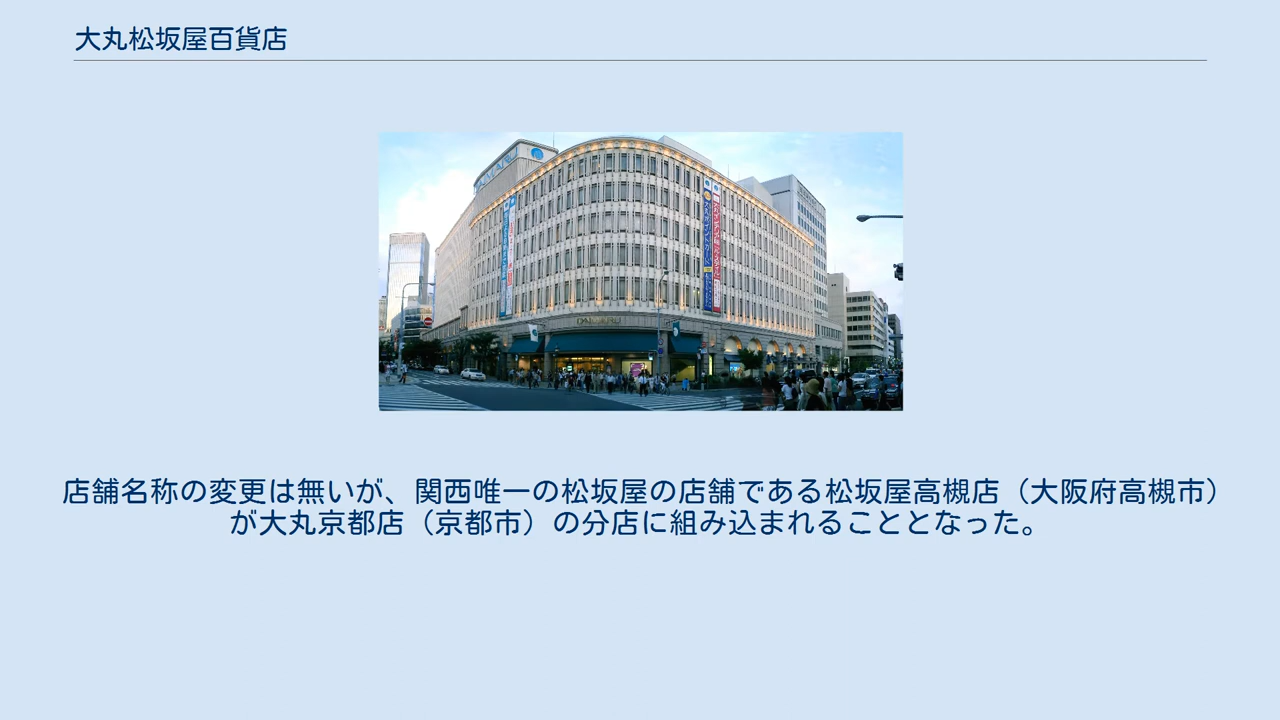 大丸松坂屋百貨店
DAIMARU
店舗名称の変更は無いが、関西唯一の松坂屋の店舗である松坂屋高槻店（大阪府高槻市）
が大丸京都店（京都市）の分店に組み込まれることとなった。